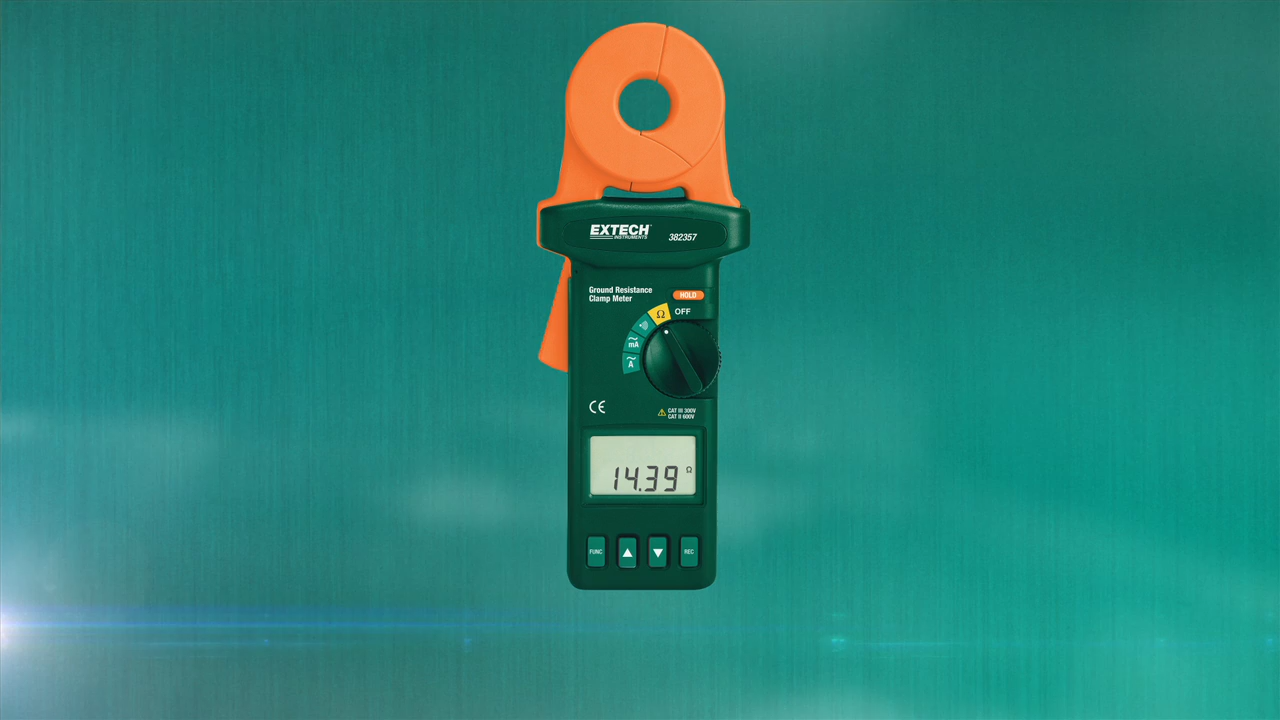 EXTECH
INSTRUMENTS
382357
Ground Resistance
Clamp Meter
HOLD
Ω OFF
~
mA
~
A
CE
CAT III 300V
CAT II 600V
14.39 Ω
FUNC ▲ ▼ REC